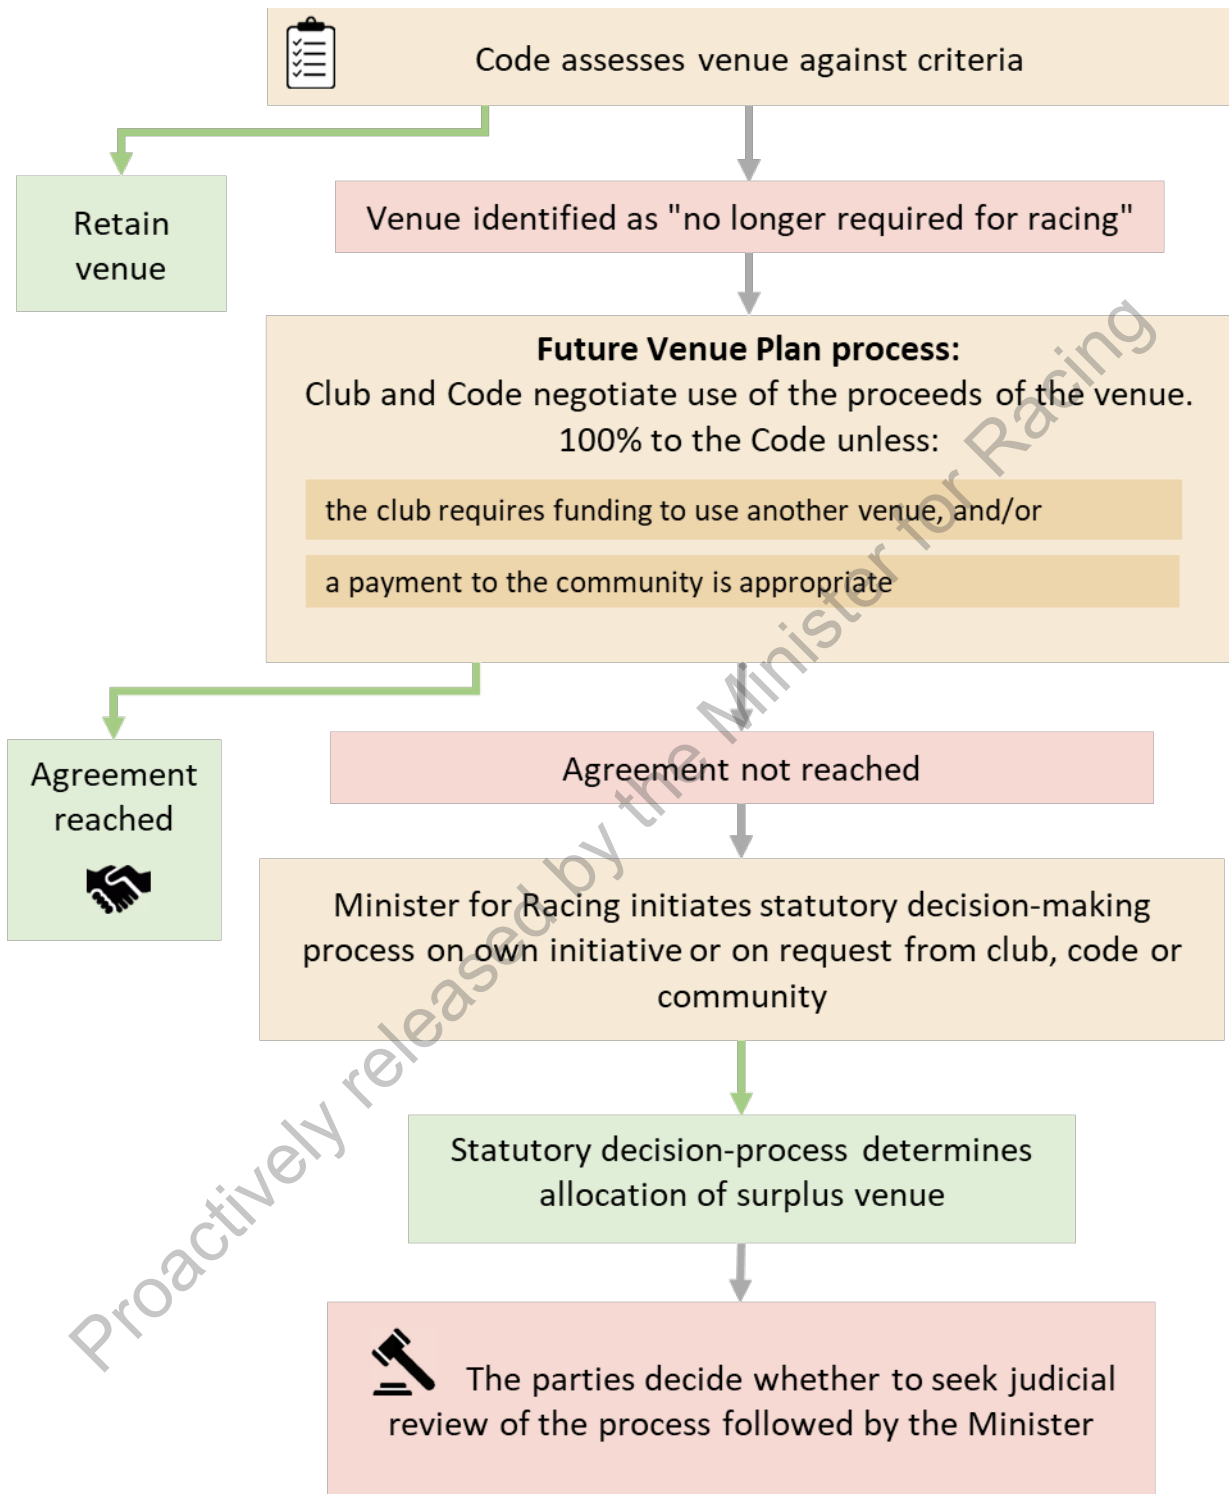 Code assesses venue against criteria
Retain
venue
Venue identified as "no longer required for racing"
Future Venue Plan process:
Club and Code negotiate use of the proceeds of the venue.
100% to the Code unless:
the club requires funding to use another venue, and/or
a payment to the community is appropriate
Agreement
reached
Agreement not reached
Minister for Racing initiates statutory decision-making
process on own initiative or on request from club, code or
community
Statutory decision-process determines
allocation of surplus venue
The parties decide whether to seek judicial
review of the process followed by the Minister
Proactively released by the Minister for Racing